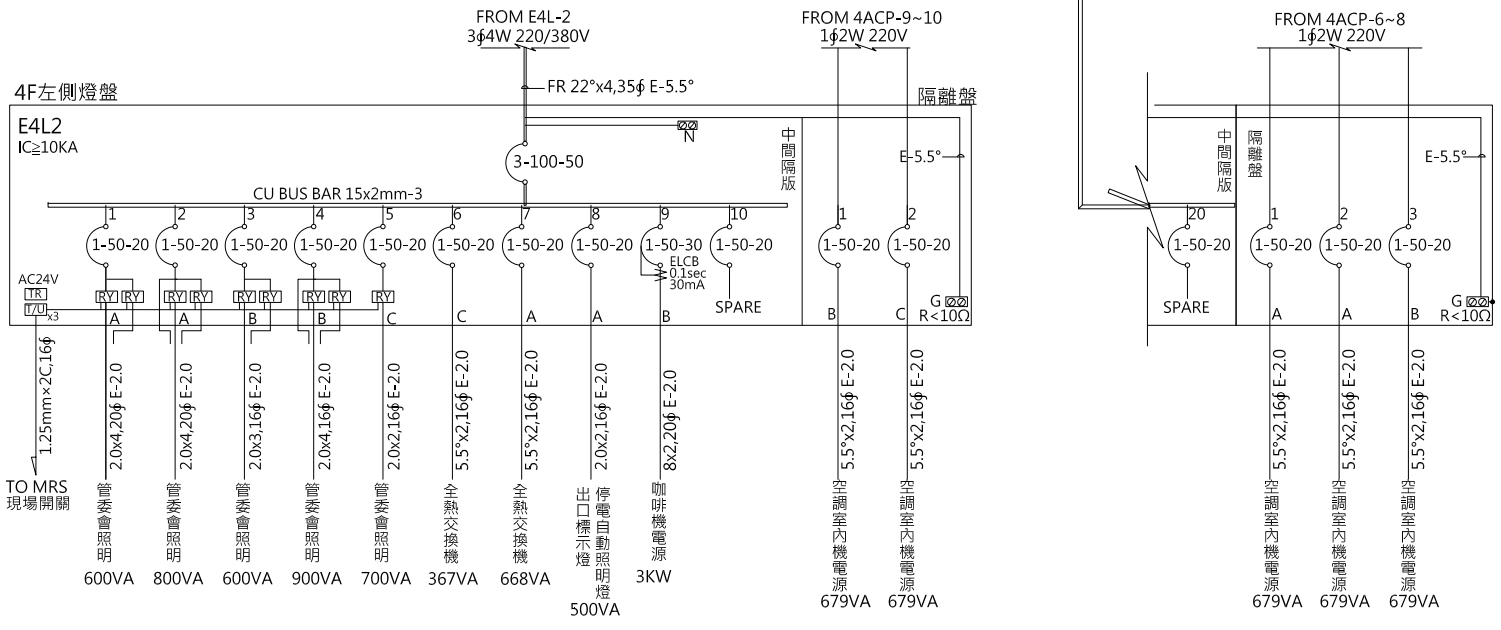 FROM E4L-2
3ϕ4W 220/380V
FR 22°x4,35ϕ E-5.5°
FROM 4ACP-9~10
1ϕ2W 220V
4F左側燈盤
隔離盤
E4L2
IC≧10KA
N
3-100-50
中間隔版
E-5.5°
CU BUS BAR 15x2mm-3
1
2
3
4
5
6
7
8
9
10
1
2
1-50-20
1-50-20
1-50-20
1-50-20
1-50-20
1-50-20
1-50-20
1-50-20
1-50-30
1-50-20
1-50-20
1-50-20
ELCB
0.1sec
30mA
AC24V
TR
T/U
x3
RY
RY
RY
RY
RY
RY
RY
RY
RY
SPARE
G
R<10Ω
A
A
B
B
C
C
A
A
B
B
C
1.25mm×2C,16ϕ
2.0x4,20ϕ E-2.0
2.0x4,20ϕ E-2.0
2.0x3,16ϕ E-2.0
2.0x4,16ϕ E-2.0
2.0x2,16ϕ E-2.0
5.5°x2,16ϕ E-2.0
5.5°x2,16ϕ E-2.0
2.0x2,16ϕ E-2.0
8x2,20ϕ E-2.0
5.5°x2,16ϕ E-2.0
5.5°x2,16ϕ E-2.0
TO MRS
現場開關
管委會照明
600VA
管委會照明
800VA
管委會照明
600VA
管委會照明
900VA
管委會照明
700VA
全熱交換機
367VA
全熱交換機
668VA
停電自動照明燈
出口標示燈
500VA
咖啡機電源
3KW
空調室內機電源
679VA
空調室內機電源
679VA
FROM 4ACP-6~8
1ϕ2W 220V
中間隔版
隔離盤
E-5.5°
20
1
2
3
1-50-20
1-50-20
1-50-20
1-50-20
SPARE
G
R<10Ω
A
A
B
5.5°x2,16ϕ E-2.0
5.5°x2,16ϕ E-2.0
5.5°x2,16ϕ E-2.0
空調室內機電源
679VA
空調室內機電源
679VA
空調室內機電源
679VA